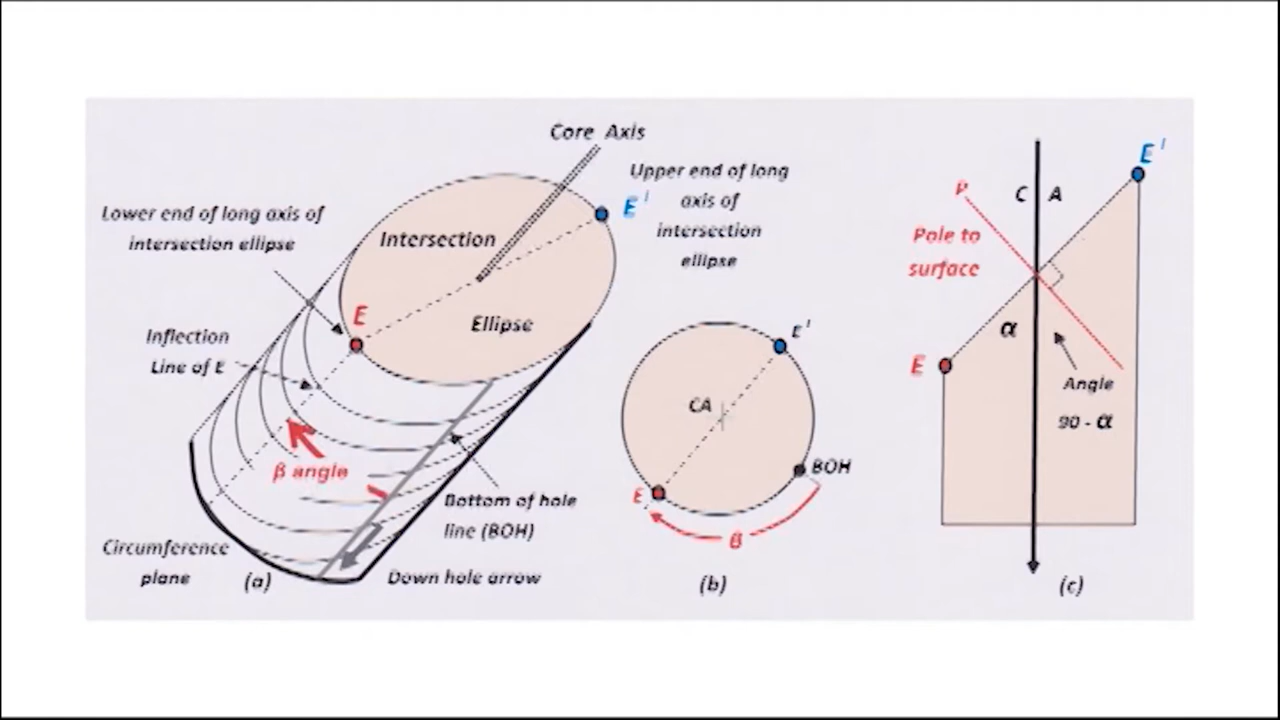 Core Axis
Upper end of long
axis of
intersection
ellipse
E'
Lower end of long axis of
intersection ellipse
Intersection
Ellipse
E
Inflection
Line of E
β angle
Bottom of hole
line (BOH)
Circumference
plane
Down hole arrow
(a)
E'
CA
BOH
E
β
(b)
E'
P
C A
Pole to
surface
α
E
Angle
90 - α
(c)